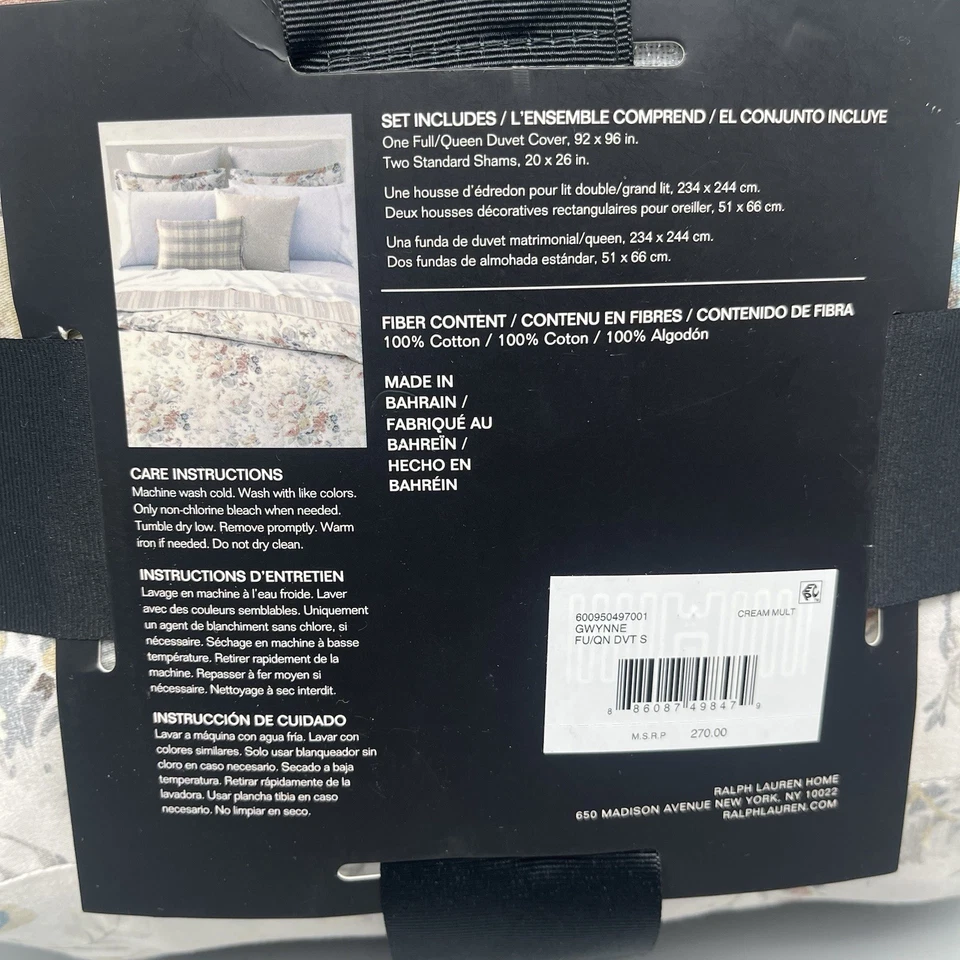 SET INCLUDES / L'ENSEMBLE COMPREND / EL CONJUNTO INCLUYE
One Full/Queen Duvet Cover, 92 x 96 in.
Two Standard Shams, 20 x 26 in.
Une housse d'édredon pour lit double/grand lit, 234 x 244 cm.
Deux housses décoratives rectangulaires pour oreiller, 51 x 66 cm.
Una funda de duvet matrimonial/queen, 234 x 244 cm.
Dos fundas de almohada estándar, 51 x 66 cm.
FIBER CONTENT / CONTENU EN FIBRES / CONTENIDO DE FIBRA
100% Cotton / 100% Coton / 100% Algodón
MADE IN
BAHRAIN /
FABRIQUÉ AU
BAHREÏN /
HECHO EN
BAHRÉIN
CARE INSTRUCTIONS
Machine wash cold. Wash with like colors.
Only non-chlorine bleach when needed.
Tumble dry low. Remove promptly. Warm
iron if needed. Do not dry clean.
INSTRUCTIONS D'ENTRETIEN
Lavage en machine à l'eau froide. Laver
avec des couleurs semblables. Uniquement
un agent de blanchiment sans chlore, si
nécessaire. Séchage en machine à basse
température. Retirer rapidement de la
machine. Repasser à fer moyen si
nécessaire. Nettoyage à sec interdit.
INSTRUCCIÓN DE CUIDADO
Lavar a máquina con agua fría. Lavar con
colores similares. Solo usar blanqueador sin
cloro en caso necesario. Secado a baja
temperatura. Retirar rápidamente de la
lavadora. Usar plancha tibia en caso
necesario. No limpiar en seco.
600950497001 CREAM MULT
GWYNNE
FU/QN DVT S
8 86087 49847 9
M.S.R.P 270.00
RALPH LAUREN HOME
650 MADISON AVENUE NEW YORK, NY 10022
RALPHLAUREN.COM